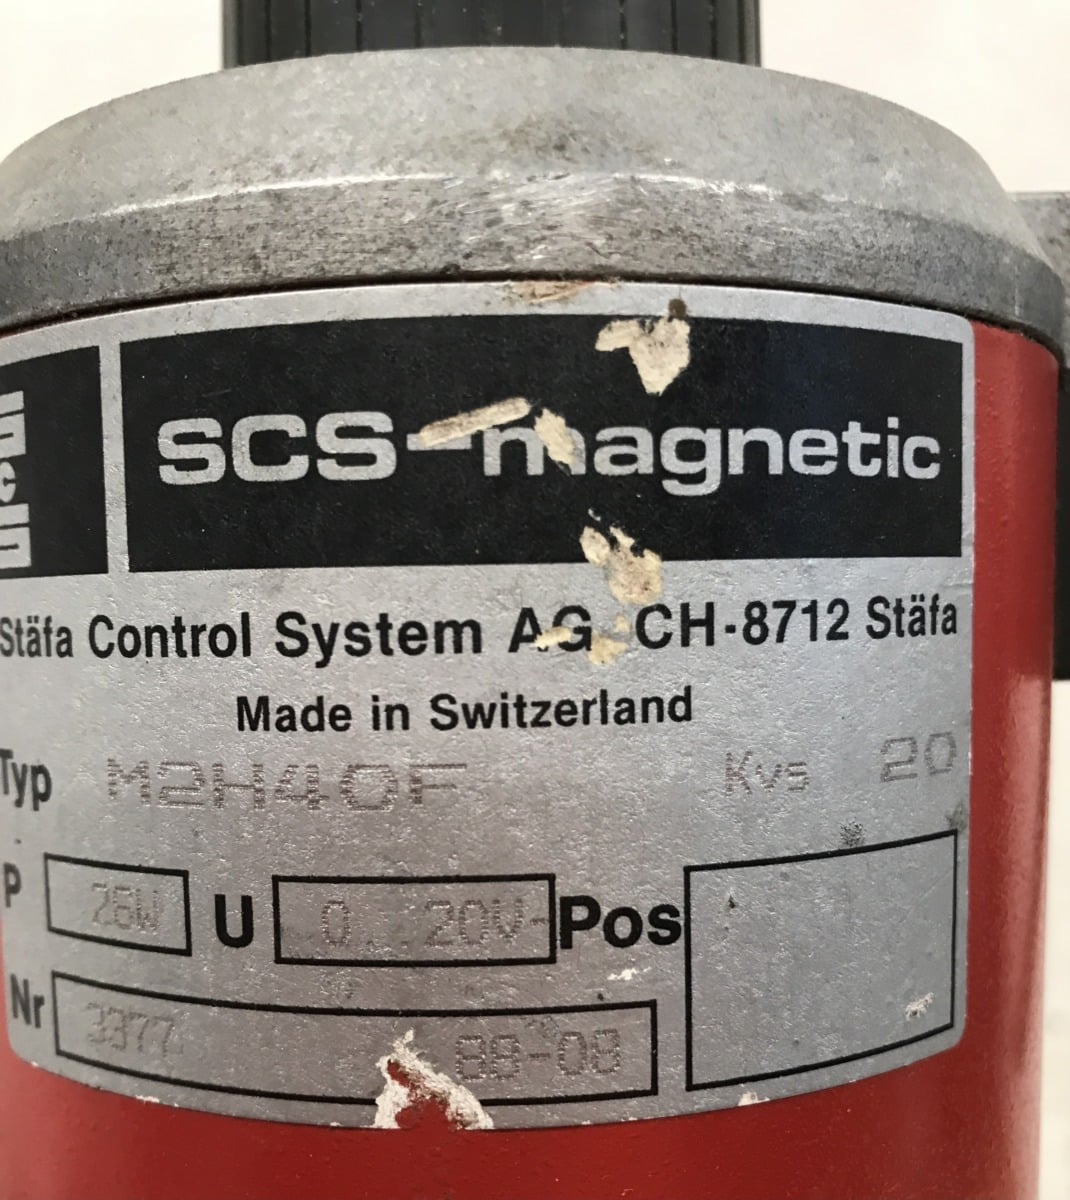 scs
SCS-magnetic
Stäfa Control System AG CH-8712 Stäfa
Made in Switzerland
Typ M2H40F Kvs 20
P 26W U 0...20V- Pos
Nr 3377 88-08